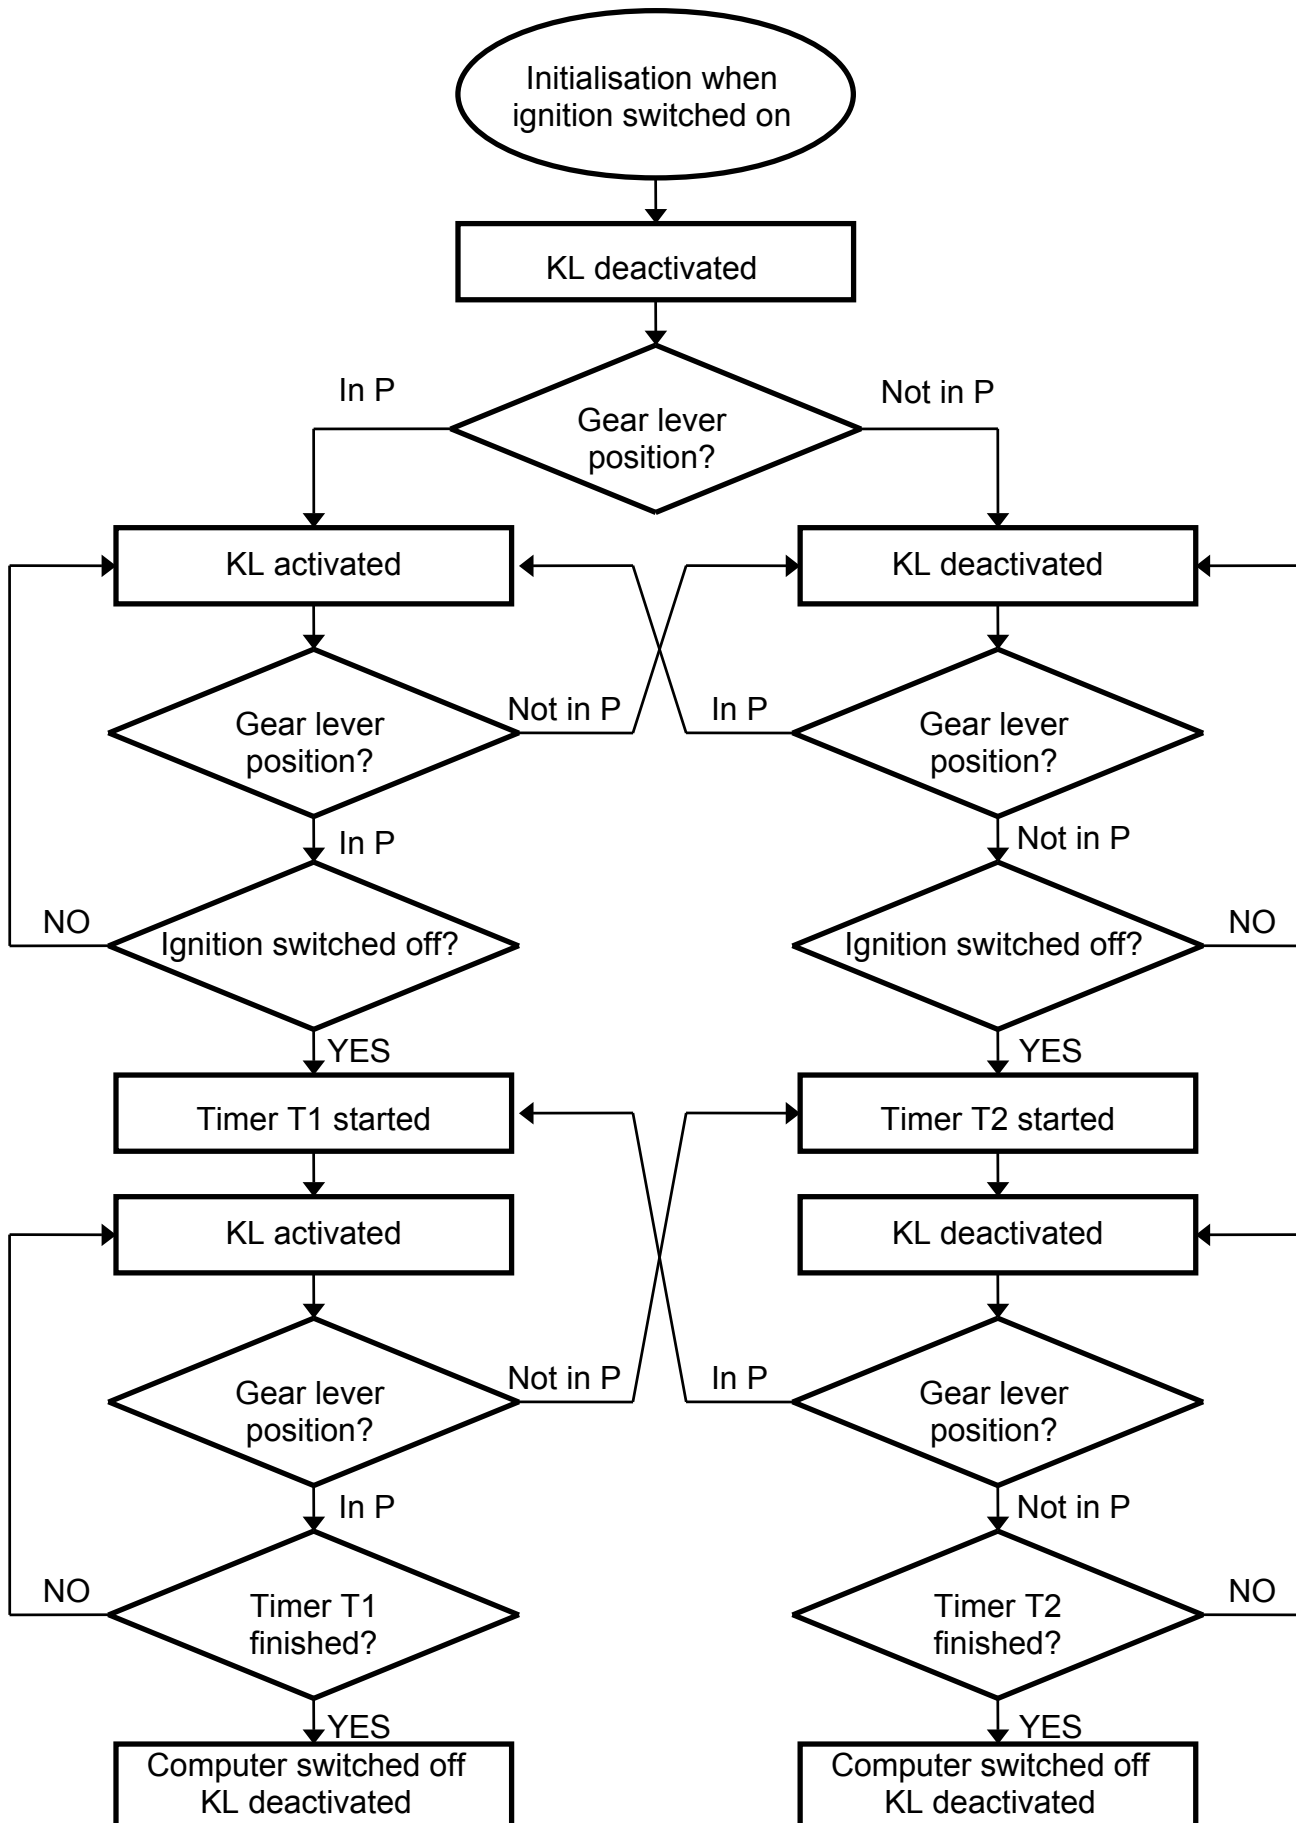 Initialisation when
ignition switched on
KL deactivated
In P
Not in P
Gear lever
position?
KL activated
KL deactivated
Gear lever
position?
Not in P
In P
Gear lever
position?
In P
Not in P
NO
Ignition switched off?
Ignition switched off?
NO
YES
YES
Timer T1 started
Timer T2 started
KL activated
KL deactivated
Gear lever
position?
Not in P
In P
Gear lever
position?
In P
Not in P
NO
Timer T1
finished?
Timer T2
finished?
NO
YES
YES
Computer switched off
KL deactivated
Computer switched off
KL deactivated